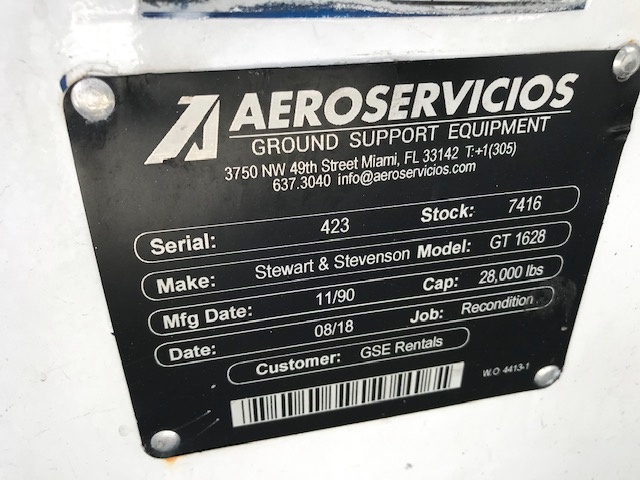 AEROSERVICIOS
GROUND SUPPORT EQUIPMENT
3750 NW 49th Street Miami, FL 33142 T:+1(305)
637.3040 info@aeroservicios.com
Serial: 423 Stock: 7416
Make: Stewart & Stevenson Model: GT 1628
Mfg Date: 11/90 Cap: 28,000 lbs
Date: 08/18 Job: Recondition
Customer: GSE Rentals
W.O 4413-1